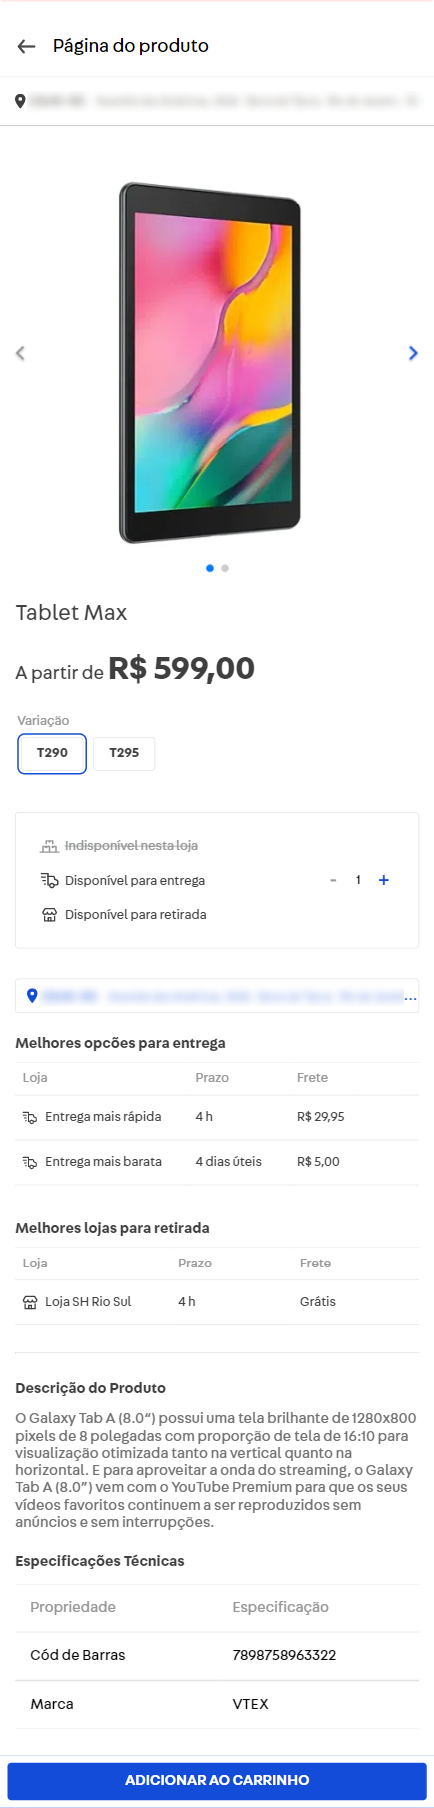 Página do produto
Tablet Max
A partir de R$ 599,00
Variação
T290 T295
Indisponível nesta loja
Disponível para entrega - 1 +
Disponível para retirada
...
Melhores opcões para entrega
Loja Prazo Frete
Entrega mais rápida 4 h R$ 29,95
Entrega mais barata 4 dias úteis R$ 5,00
Melhores lojas para retirada
Loja Prazo Frete
Loja SH Rio Sul 4 h Grátis
Descrição do Produto
O Galaxy Tab A (8.0“) possui uma tela brilhante de 1280x800
pixels de 8 polegadas com proporção de tela de 16:10 para
visualização otimizada tanto na vertical quanto na
horizontal. E para aproveitar a onda do streaming, o Galaxy
Tab A (8.0”) vem com o YouTube Premium para que os seus
vídeos favoritos continuem a ser reproduzidos sem
anúncios e sem interrupções.
Especificações Técnicas
Propriedade Especificação
Cód de Barras 7898758963322
Marca VTEX
ADICIONAR AO CARRINHO